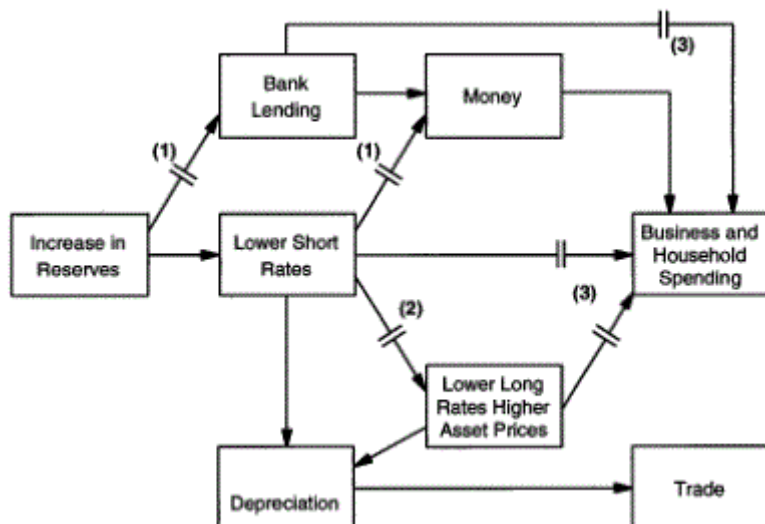 (3)
Bank
Lending
Money
(1)
(1)
Increase in
Reserves
Lower Short
Rates
Business and
Household
Spending
(2)
(3)
Lower Long
Rates Higher
Asset Prices
Depreciation
Trade